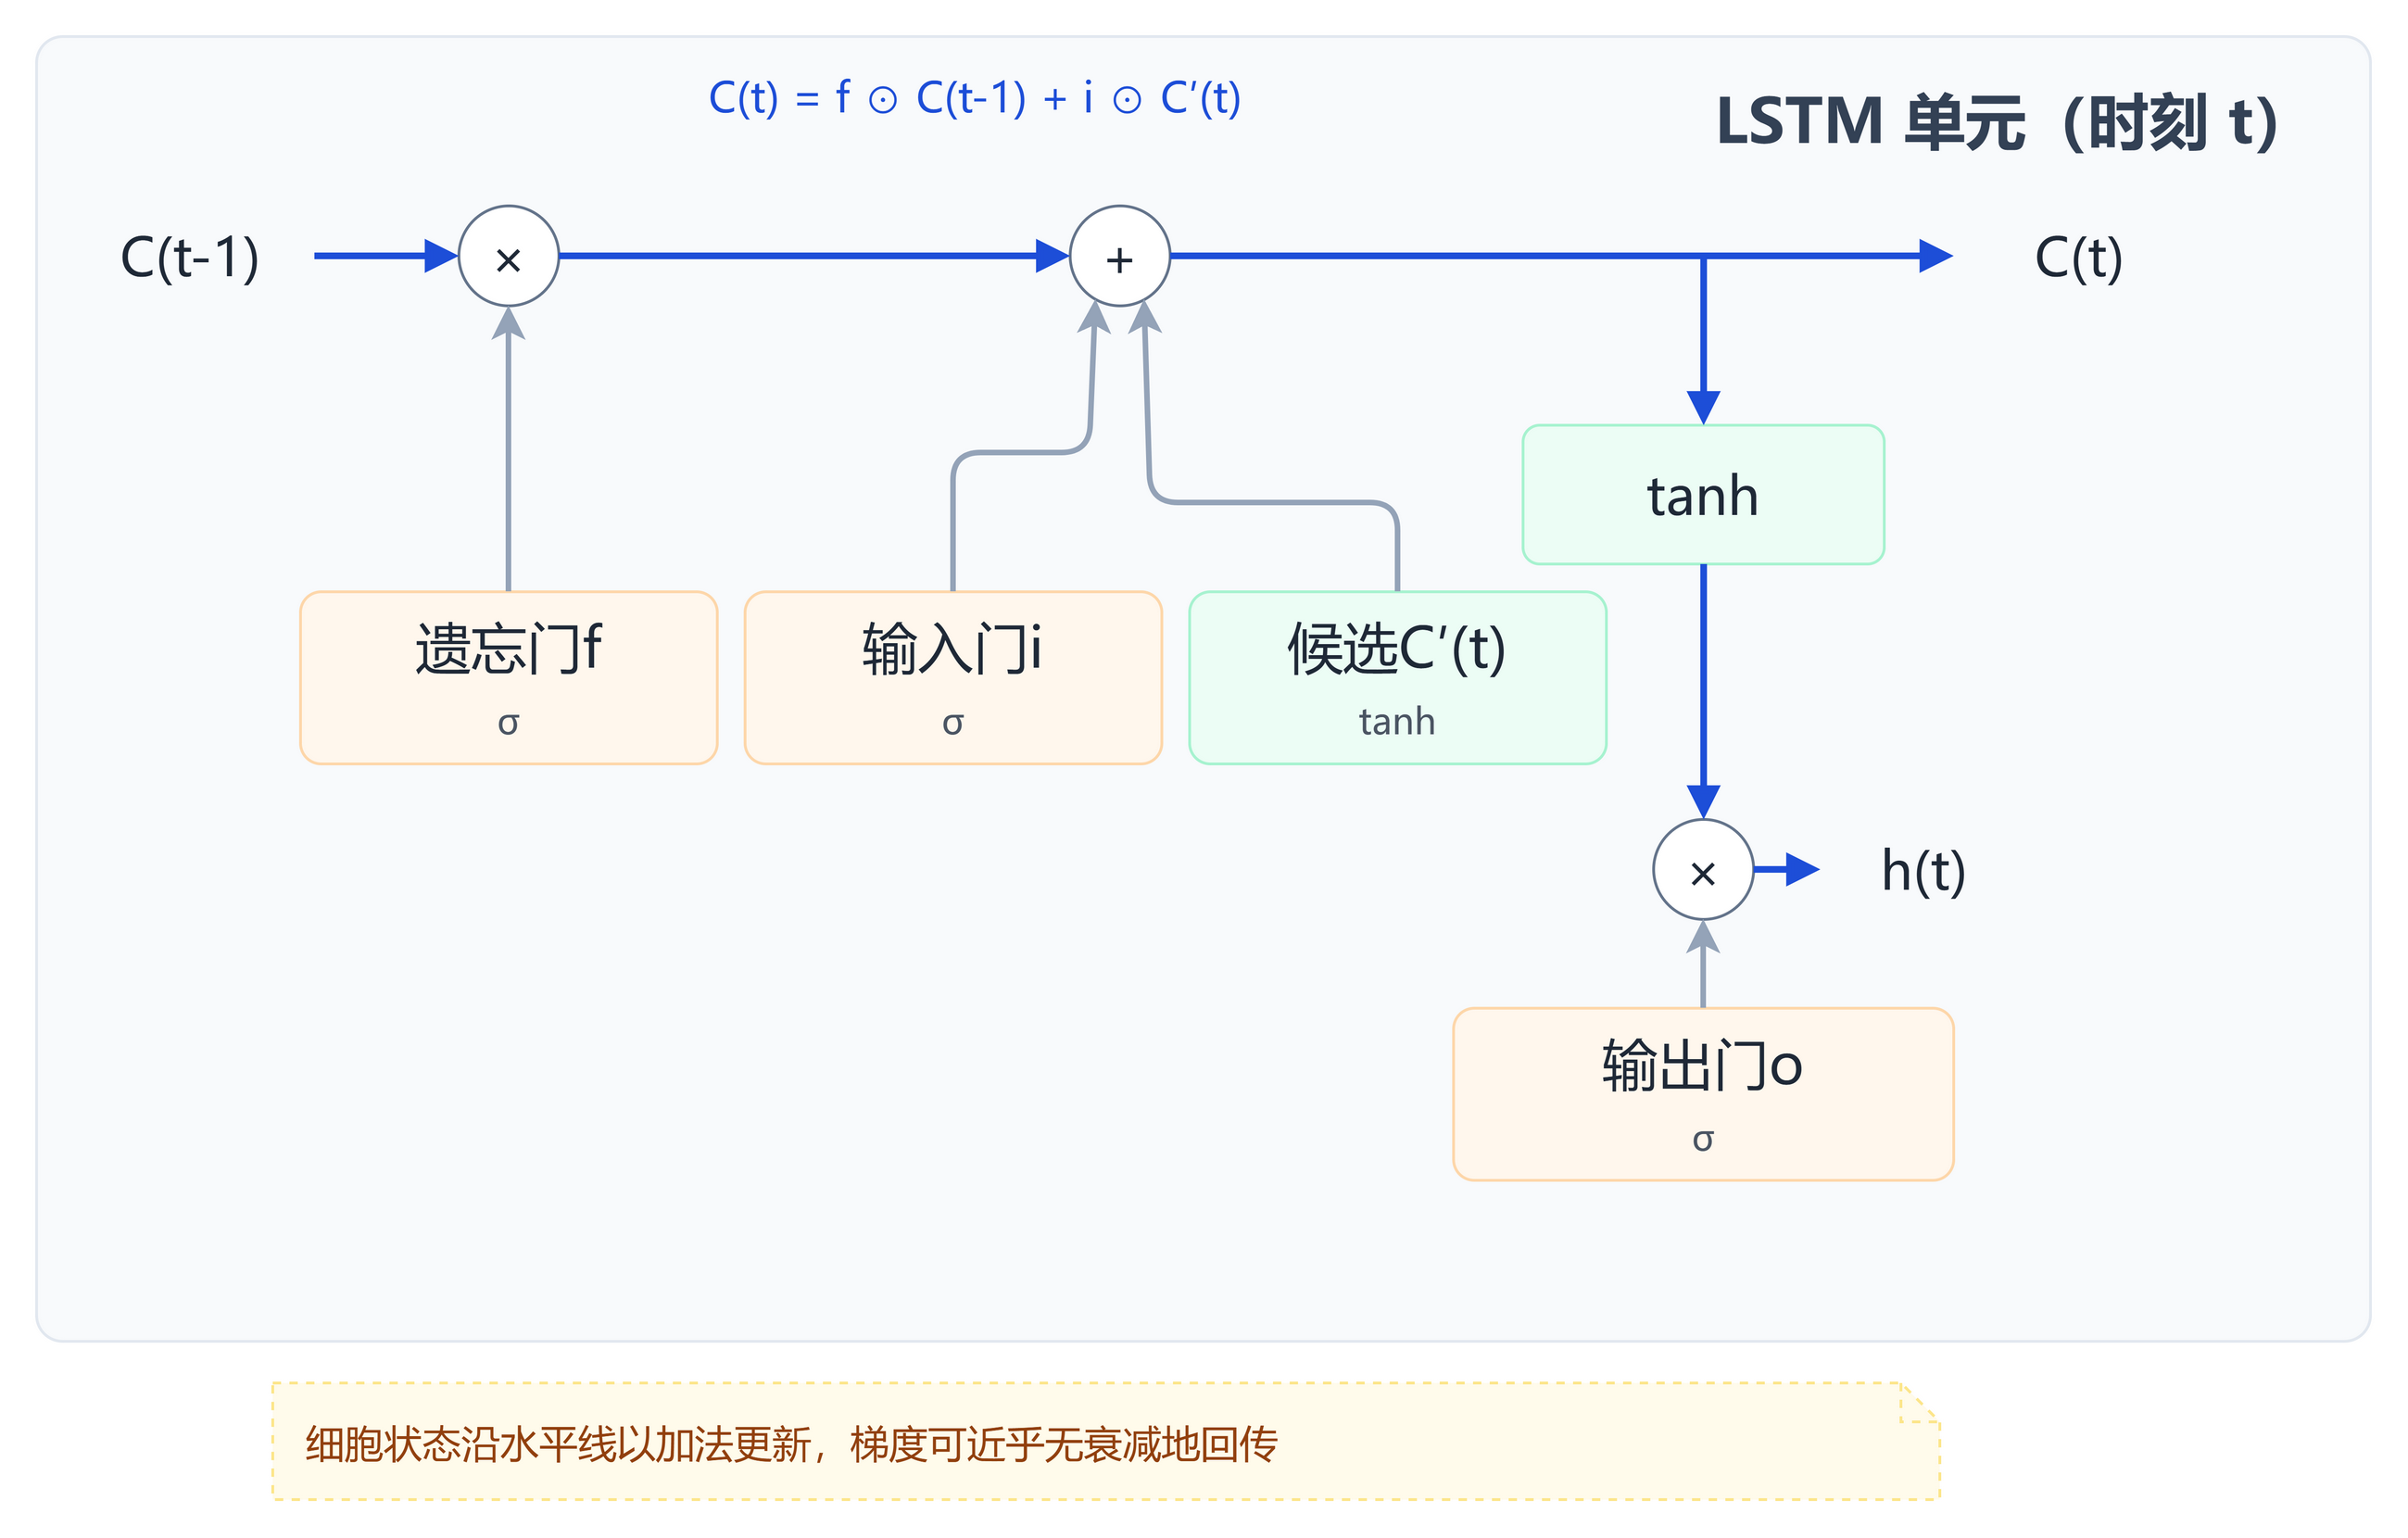 C(t) = f ⊙ C(t-1) + i ⊙ C′(t)
LSTM 单元 (时刻 t)
C(t-1)
×
+
C(t)
tanh
遗忘门f
σ
输入门i
σ
候选C′(t)
tanh
×
h(t)
输出门o
σ
细胞状态沿水平线以加法更新，梯度可近乎无衰减地回传